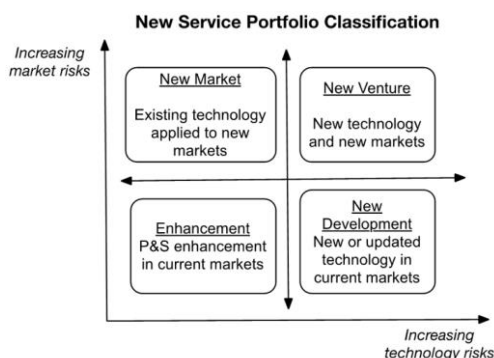 New Service Portfolio Classification
Increasing
market risks
New Market
Existing technology
applied to new
markets
New Venture
New technology
and new markets
Enhancement
P&S enhancement
in current markets
New
Development
New or updated
technology in
current markets
Increasing
technology risks